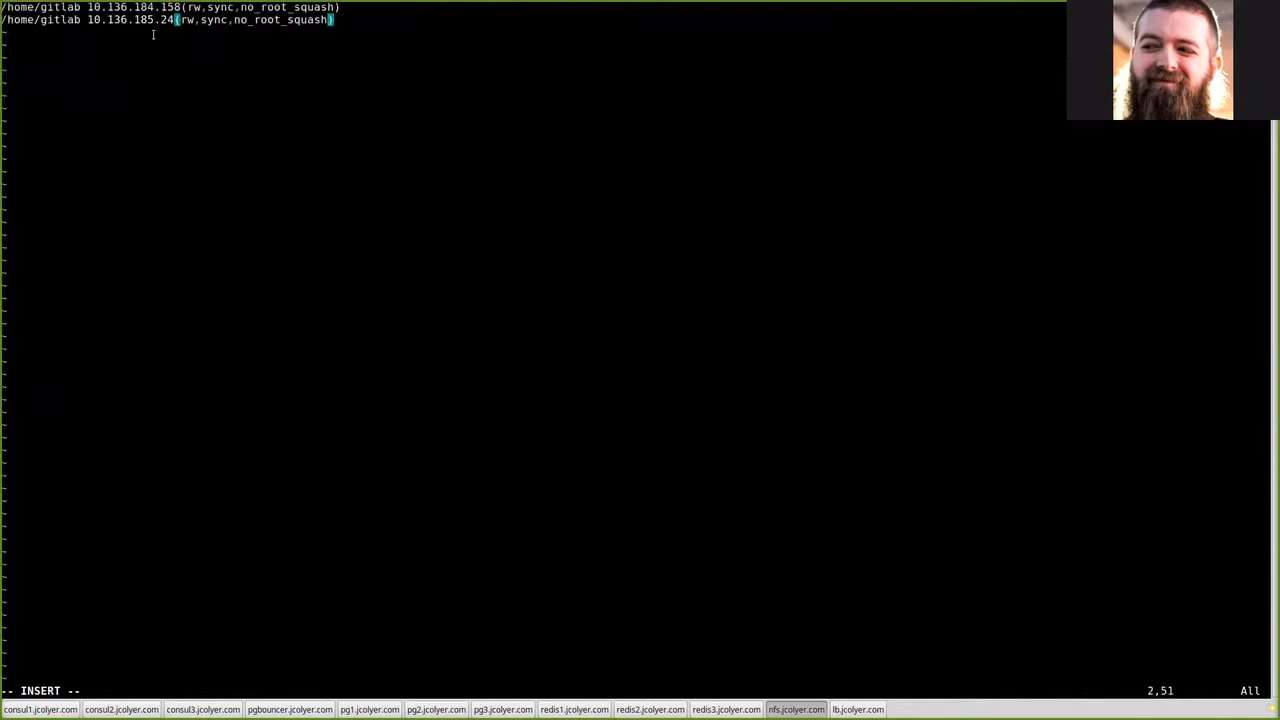 /home/gitlab 10.136.184.158(rw,sync,no_root_squash)
/home/gitlab 10.136.185.24(rw,sync,no_root_squash)
-- INSERT --
2,51
All
consul1.jcolyer.com
consul2.jcolyer.com
consul3.jcolyer.com
pgbouncer.jcolyer.com
pg1.jcolyer.com
pg2.jcolyer.com
pg3.jcolyer.com
redis1.jcolyer.com
redis2.jcolyer.com
redis3.jcolyer.com
nfs.jcolyer.com
lb.jcolyer.com